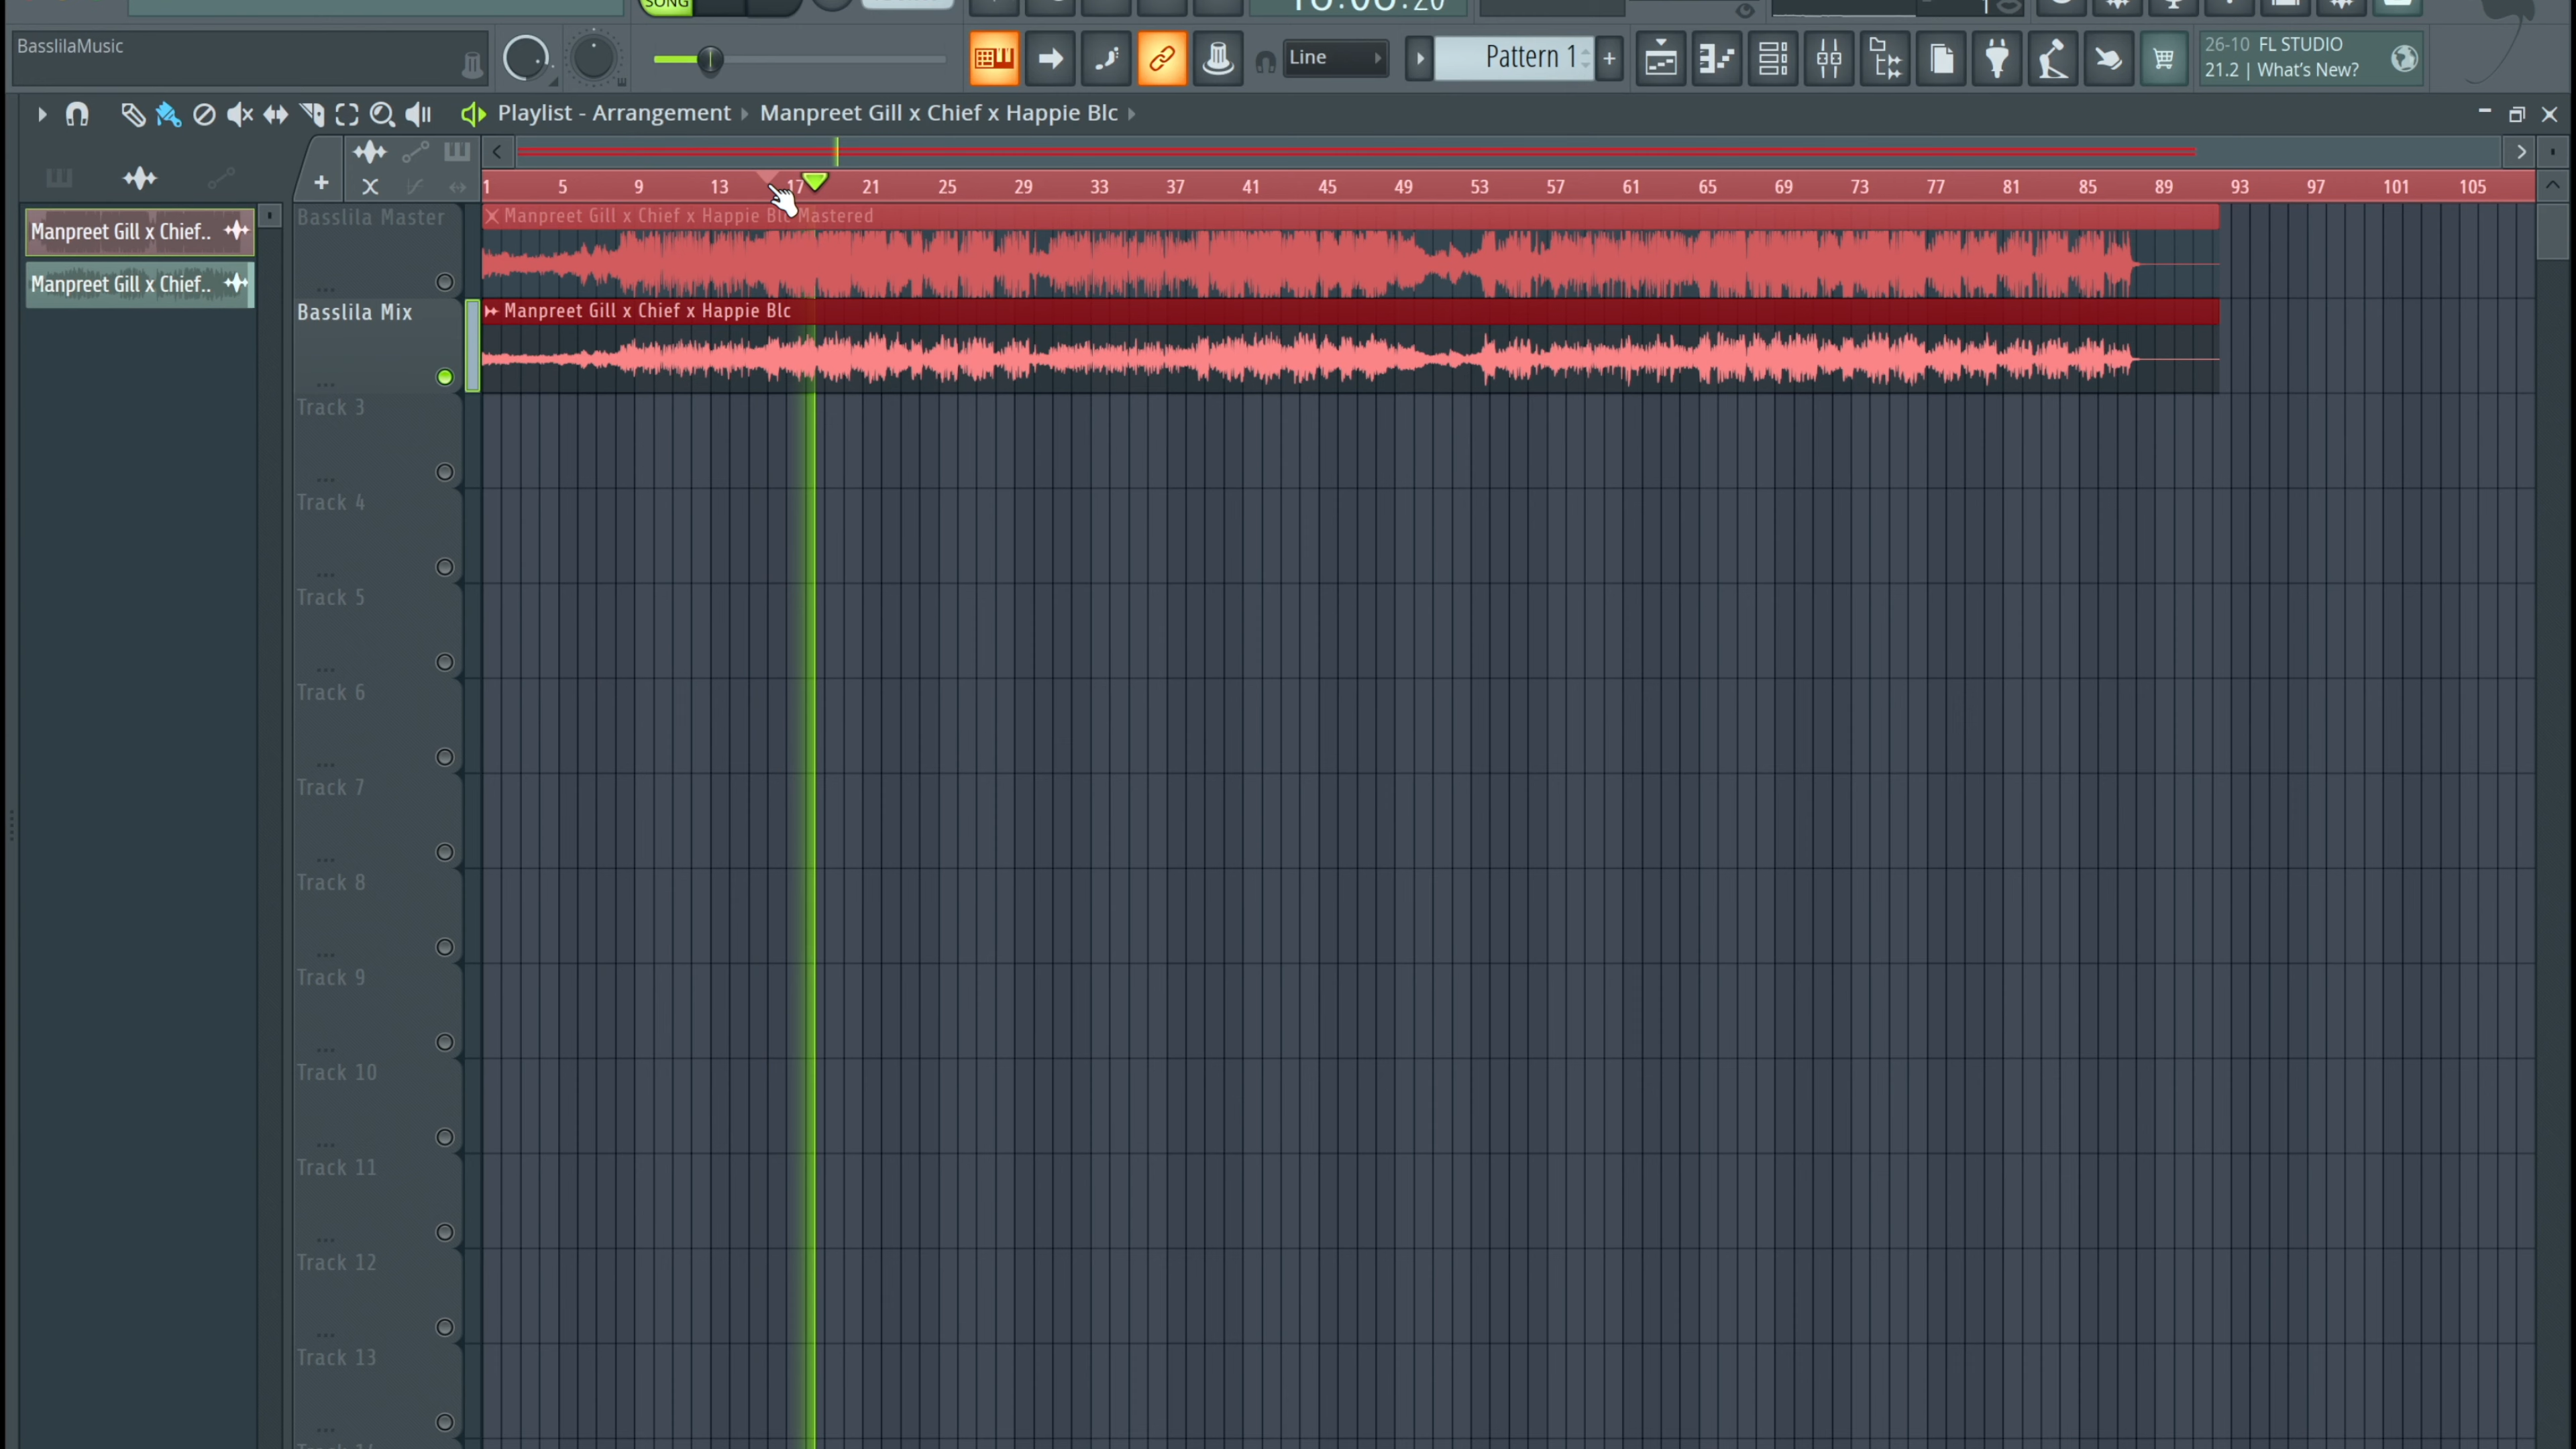 SONG
BasslilaMusic
Line
Pattern 1
+
26-10 FL STUDIO
21.2 | What's New?
Playlist - Arrangement
Manpreet Gill x Chief x Happie Blc
1 5 9 13 17 21 25 29 33 37 41 45 49 53 57 61 65 69 73 77 81 85 89 93 97 101 105
Manpreet Gill x Chief..
Manpreet Gill x Chief..
Basslila Master
Manpreet Gill x Chief x Happie Blc Mastered
Basslila Mix
Manpreet Gill x Chief x Happie Blc
Track 3
Track 4
Track 5
Track 6
Track 7
Track 8
Track 9
Track 10
Track 11
Track 12
Track 13